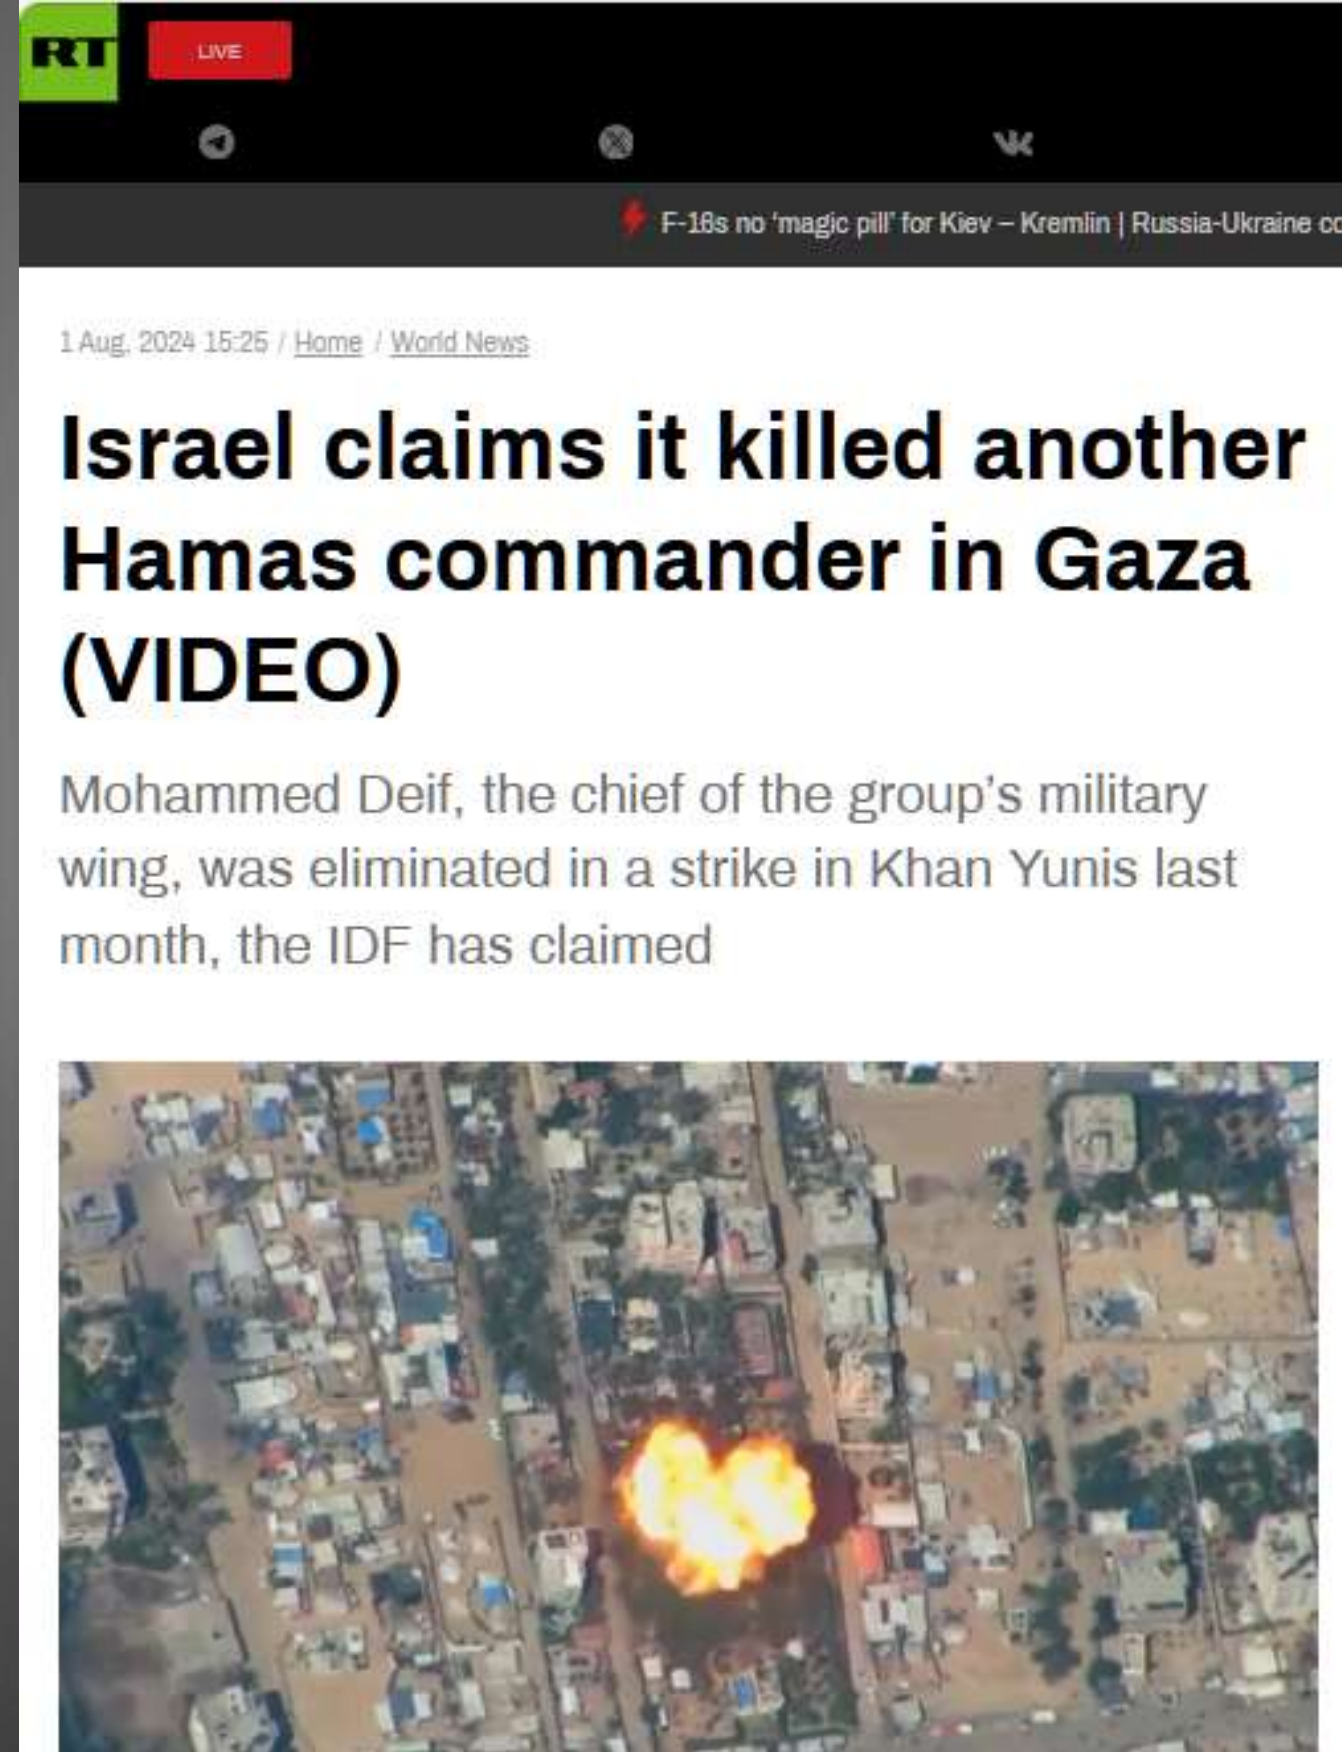 RT
LIVE
F-16s no 'magic pill' for Kiev – Kremlin | Russia-Ukraine
1 Aug, 2024 15:25 / Home / World News
Israel claims it killed another
Hamas commander in Gaza
(VIDEO)
Mohammed Deif, the chief of the group’s military
wing, was eliminated in a strike in Khan Yunis last
month, the IDF has claimed